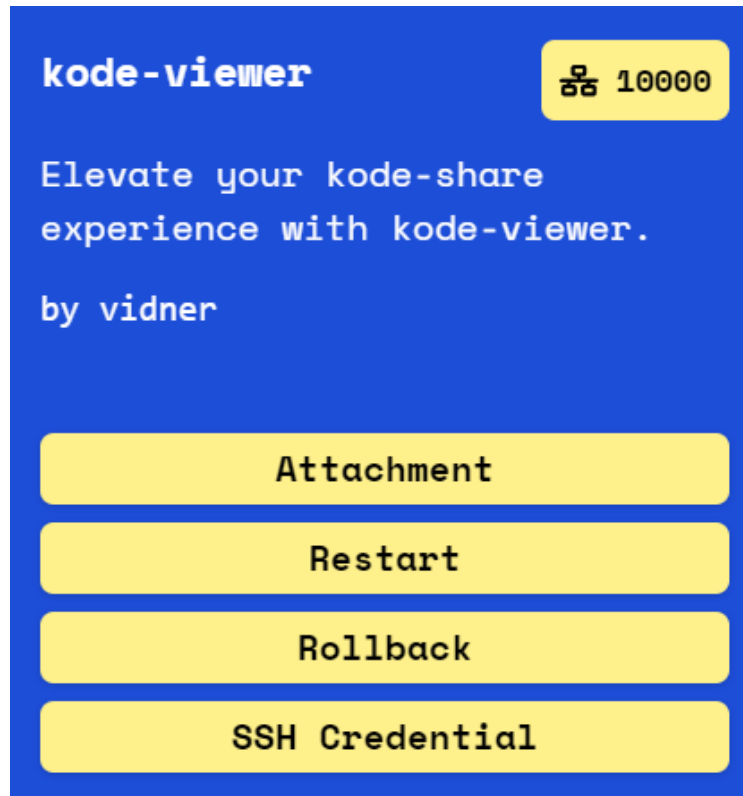 kode-viewer
10000
Elevate your kode-share
experience with kode-viewer.
by vidner
Attachment
Restart
Rollback
SSH Credential